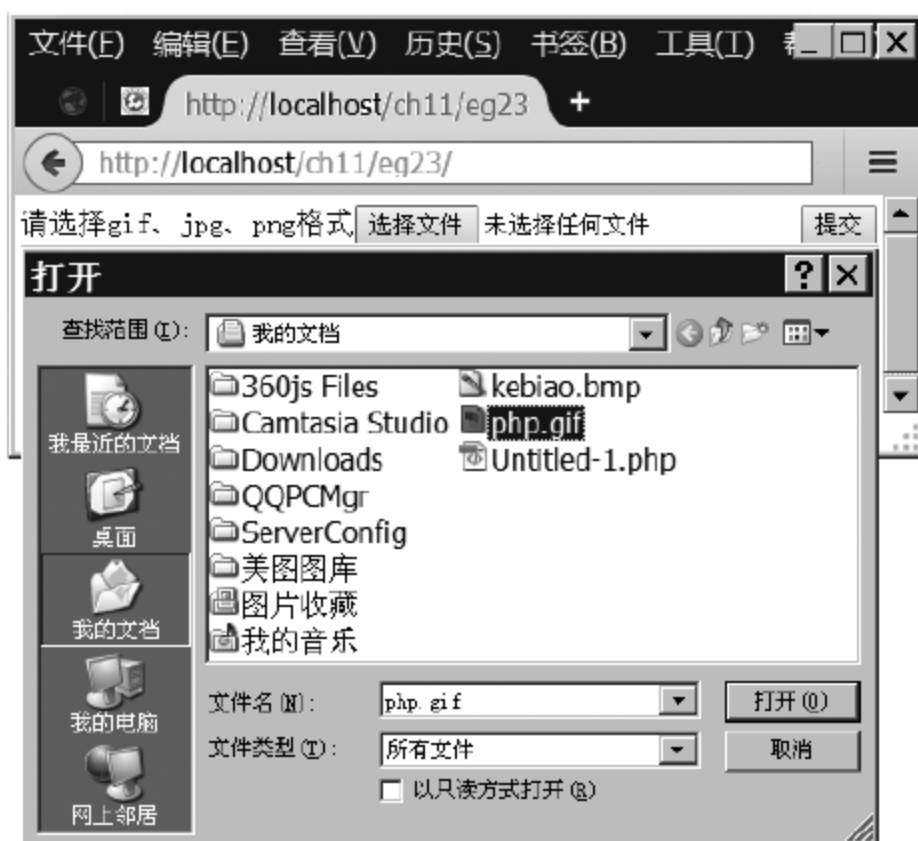 文件(F) 编辑(E) 查看(V) 历史(S) 书签(B) 工具(T)
http://localhost/ch11/eg23
http://localhost/ch11/eg23/
请选择gif、jpg、png格式 选择文件 未选择任何文件 提交
打开
查找范围(I): 我的文档
我最近的文档
桌面
我的文档
我的电脑
网上邻居
360js Files
Camtasia Studio
Downloads
QQPCMgr
ServerConfig
美图图库
图片收藏
我的音乐
kebiao.bmp
php.gif
Untitled-1.php
文件名(N): php.gif 打开(O)
文件类型(T): 所有文件 取消
以只读方式打开(R)